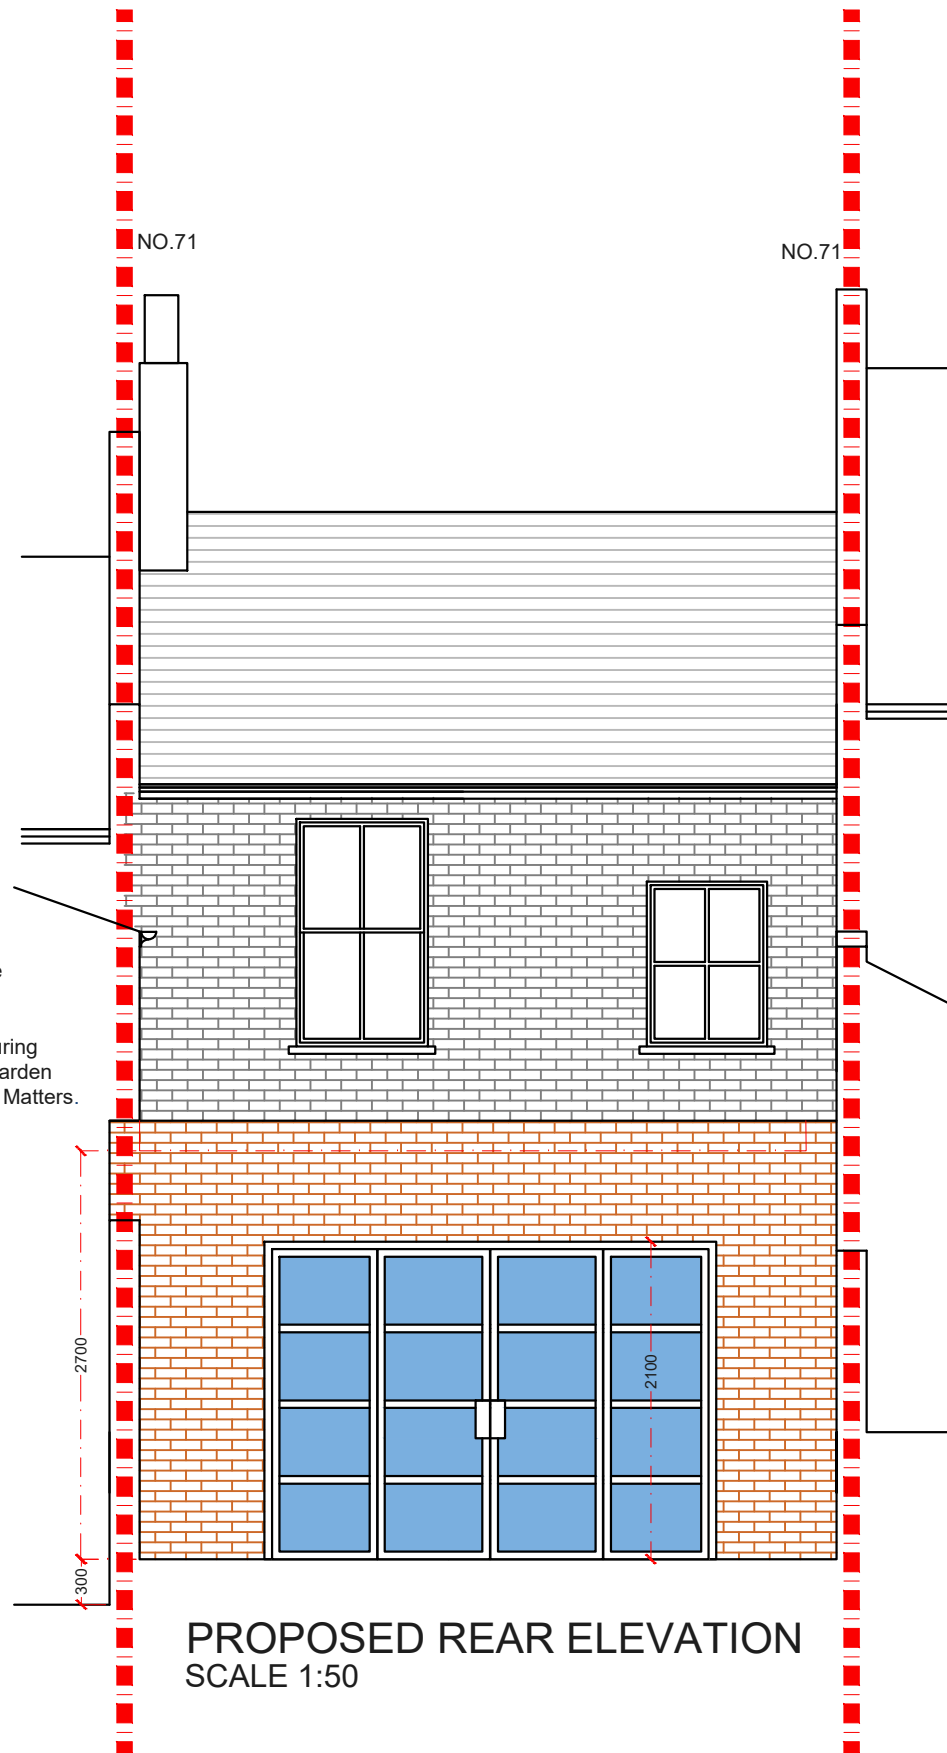 NO.71
NO.71
uring
arden
Matters.
2700
2100
300
PROPOSED REAR ELEVATION
SCALE 1:50